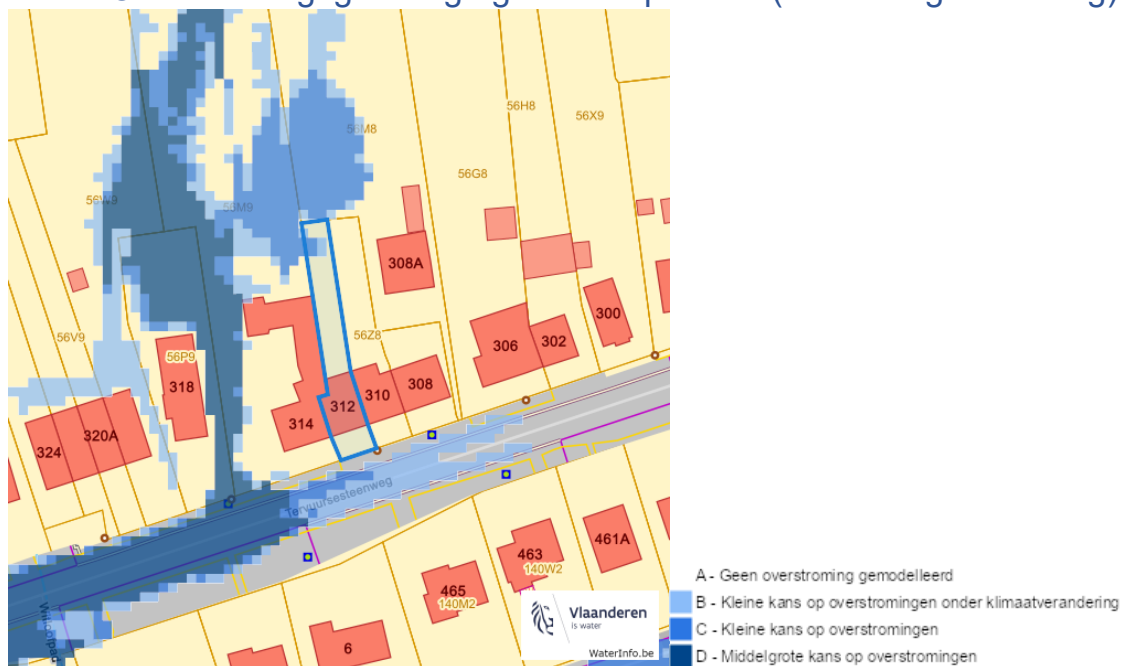 56H8
56X9
56M8
56G8
56W9
56M9
308A
300
56V9
56Z8
56P9
306
302
318
310
308
312
314
320A
324
Tervuursesteenweg
463
461A
140W2
465
140M2
6
Vlaanderen
is water
WaterInfo.be
A - Geen overstroming gemodelleerd
B - Kleine kans op overstromingen onder klimaatverandering
C - Kleine kans op overstromingen
D - Middelgrote kans op overstromingen